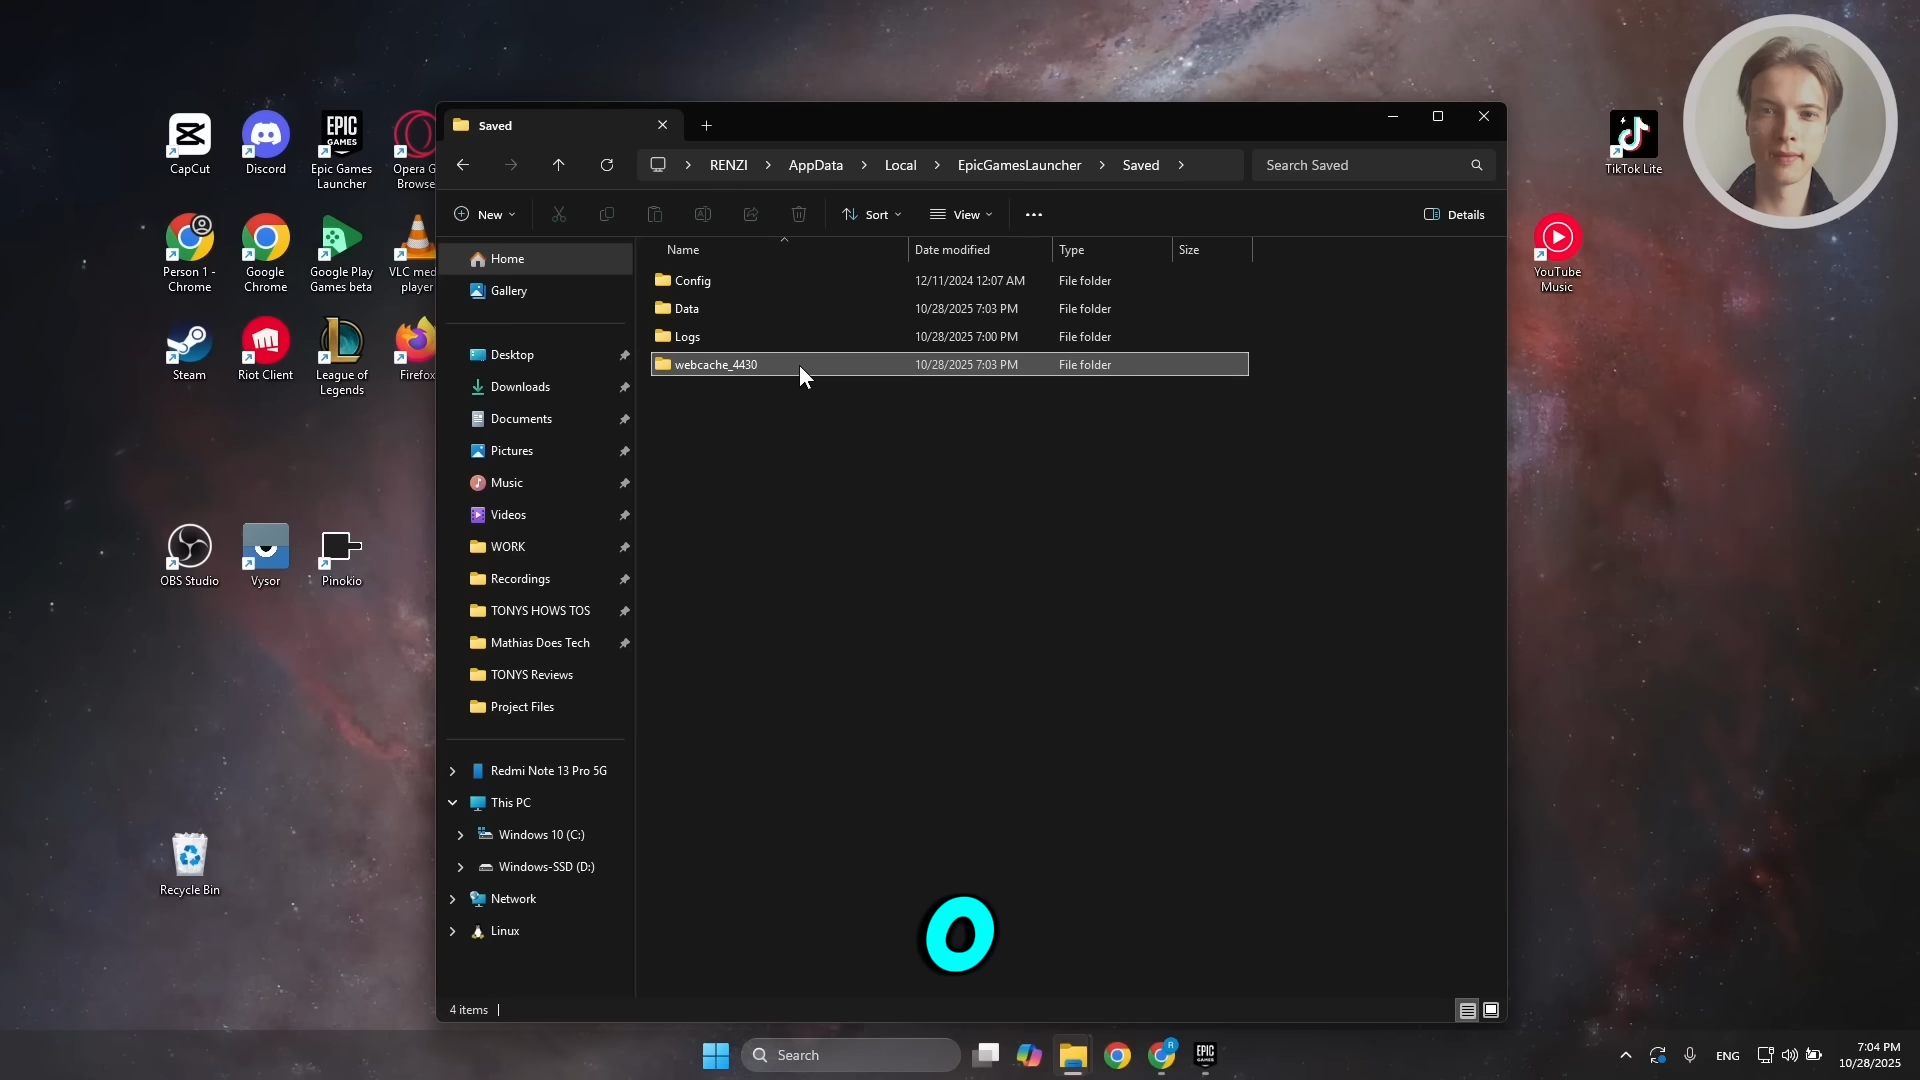 CapCut
Discord
EPIC
GAMES
Epic Games
Launcher
Opera G
Browse
Person 1 -
Chrome
Google
Chrome
Google Play
Games beta
VLC med
player
Steam
Riot Client
League of
Legends
Firefox
OBS Studio
Vysor
Pinokio
Recycle Bin
Saved
RENZI
AppData
Local
EpicGamesLauncher
Saved
Search Saved
New
Sort
View
Details
Home
Gallery
Desktop
Downloads
Documents
Pictures
Music
Videos
WORK
Recordings
TONYS HOWS TOS
Mathias Does Tech
TONYS Reviews
Project Files
Redmi Note 13 Pro 5G
This PC
Windows 10 (C:)
Windows-SSD (D:)
Network
Linux
Name Date modified Type Size
Config 12/11/2024 12:07 AM File folder
Data 10/28/2025 7:03 PM File folder
Logs 10/28/2025 7:00 PM File folder
webcache_4430 10/28/2025 7:03 PM File folder
O
4 items
TikTok Lite
YouTube
Music
Search
R
EPIC
GAMES
ENG
7:04 PM
10/28/2025